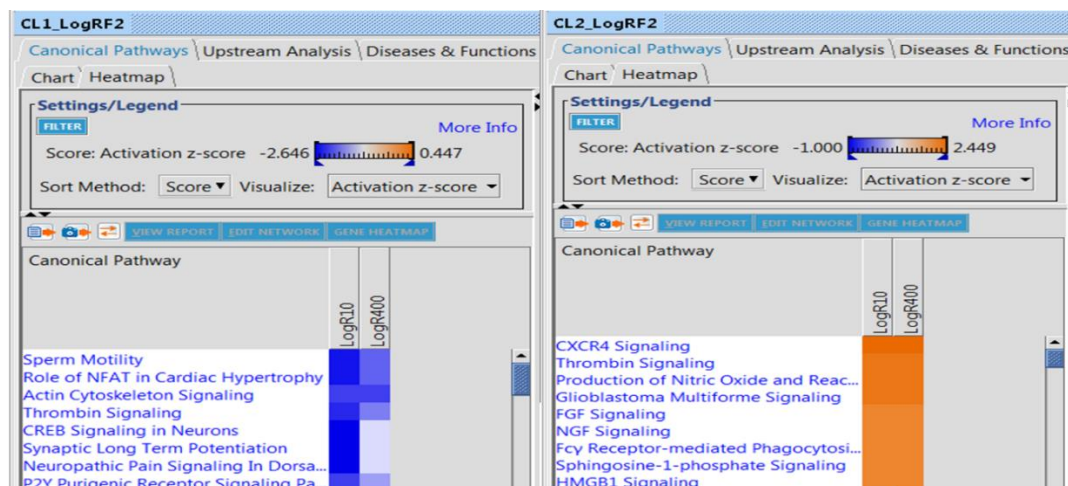 CL1_LogRF2
Canonical Pathways Upstream Analysis Diseases & Functions
Chart Heatmap
Settings/Legend
FILTER
More Info
Score: Activation z-score -2.646 0.447
Sort Method: Score Visualize: Activation z-score
VIEW REPORT EDIT NETWORK GENE HEATMAP
Canonical Pathway
LogR10
LogR400
Sperm Motility
Role of NFAT in Cardiac Hypertrophy
Actin Cytoskeleton Signaling
Thrombin Signaling
CREB Signaling in Neurons
Synaptic Long Term Potentiation
Neuropathic Pain Signaling In Dorsa...
P2Y Purigenic Receptor Signaling Pa...
CL2_LogRF2
Canonical Pathways Upstream Analysis Diseases & Functions
Chart Heatmap
Settings/Legend
FILTER
More Info
Score: Activation z-score -1.000 2.449
Sort Method: Score Visualize: Activation z-score
VIEW REPORT EDIT NETWORK GENE HEATMAP
Canonical Pathway
LogR10
LogR400
CXCR4 Signaling
Thrombin Signaling
Production of Nitric Oxide and Reac...
Glioblastoma Multiforme Signaling
FGF Signaling
NGF Signaling
Fcγ Receptor-mediated Phagocytosi...
Sphingosine-1-phosphate Signaling
HMGB1 Signaling